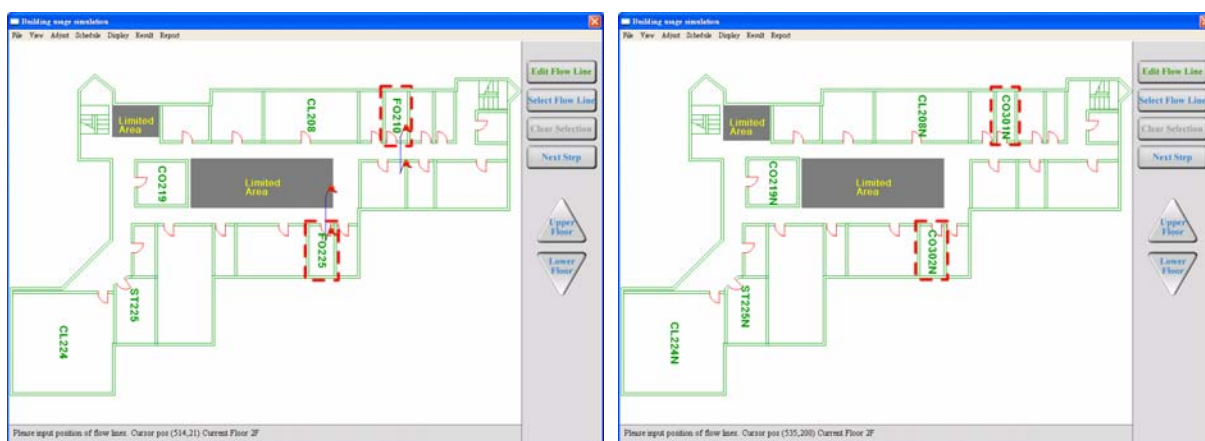 Building usage simulation
File View Adjust Schedule Display Result Report
Edit Flow Line
Select Flow Line
Clear Selection
Next Step
Upper
Floor
Lower
Floor
Limited
Area
CL208
FO210
CO219
Limited
Area
FO225
ST225
CL224
Please input position of flow lines. Cursor pos (514,21) Current Floor 2F
Building usage simulation
File View Adjust Schedule Display Result Report
Edit Flow Line
Select Flow Line
Clear Selection
Next Step
Upper
Floor
Lower
Floor
Limited
Area
CL208N
CO301N
CO219N
Limited
Area
CO302N
ST225N
CL224N
Please input position of flow lines. Cursor pos (535,200) Current Floor 2F